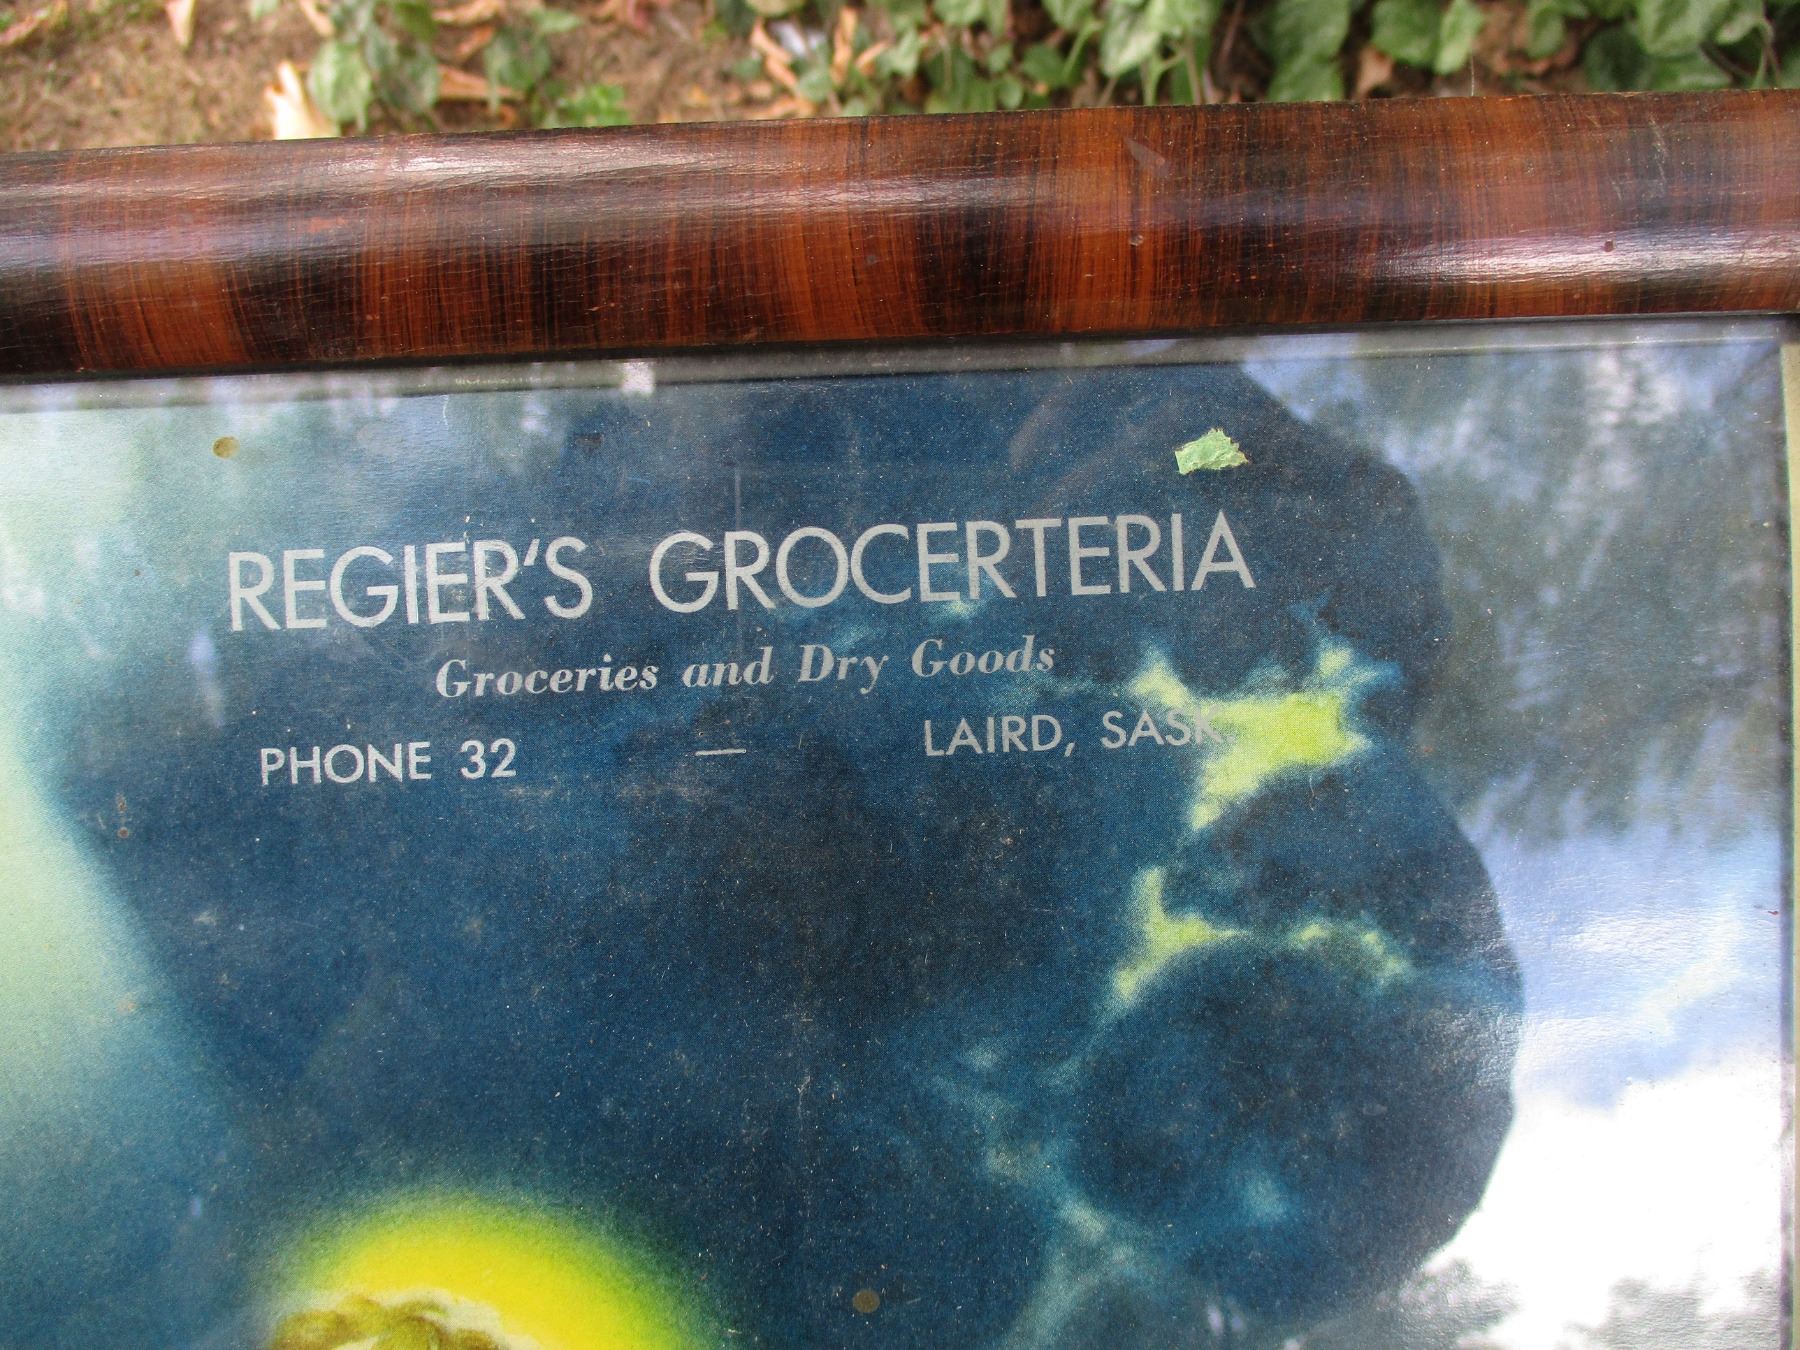 REGIER'S GROCERTERIA
Groceries and Dry Goods
PHONE 32 — LAIRD, SASK.